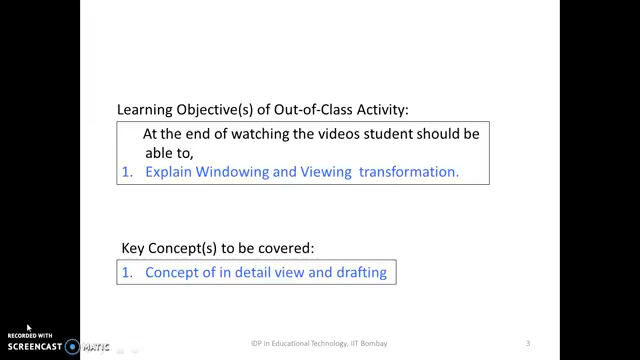 Learning Objective(s) of Out-of-Class Activity:
At the end of watching the videos student should be
able to,
1. Explain Windowing and Viewing transformation.
Key Concept(s) to be covered:
1. Concept of in detail view and drafting
RECORDED WITH
SCREENCAST MATIC
IDP in Educational Technology, IIT Bombay
3